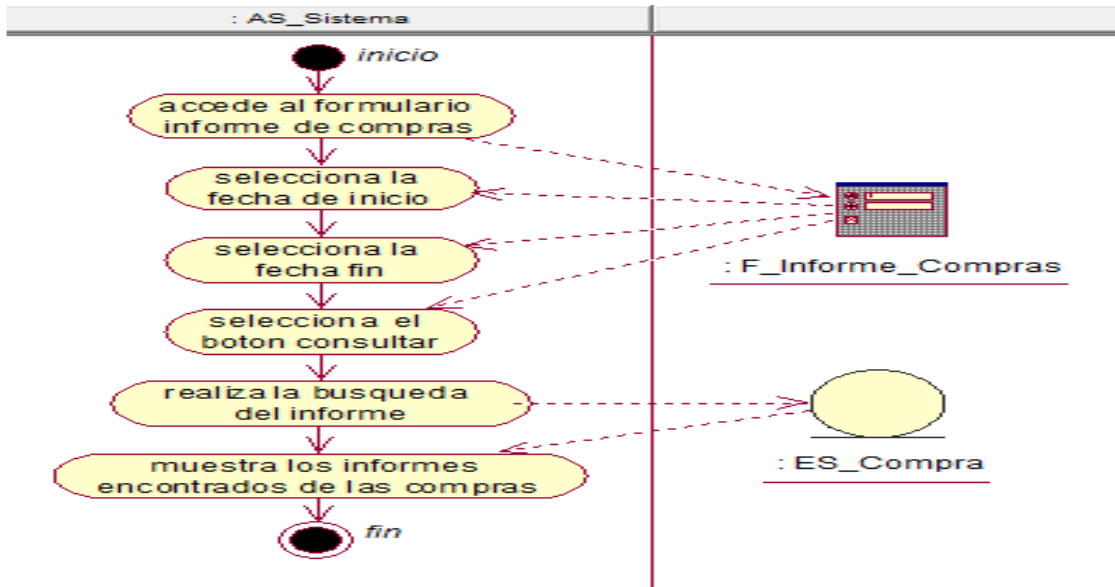 : AS_Sistema
inicio
accede al formulario
informe de compras
selecciona la
fecha de inicio
selecciona la
fecha fin
: F_Informe_Compras
selecciona el
boton consultar
realiza la busqueda
del informe
: ES_Compra
muestra los informes
encontrados de las compras
fin